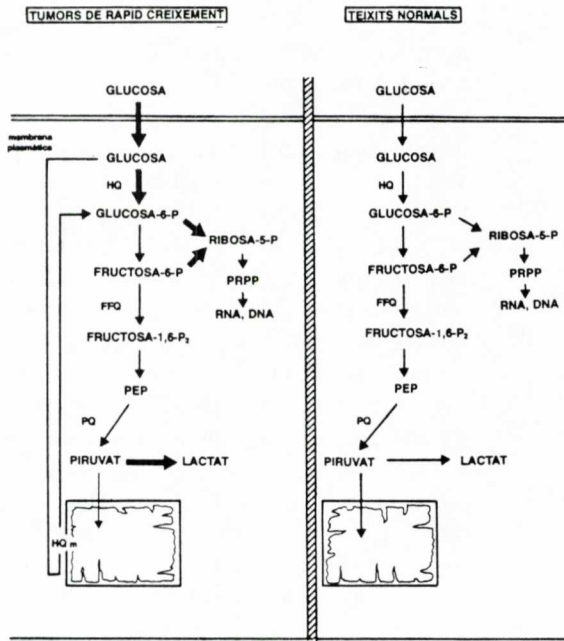 TUMORS DE RAPID CREIXEMENT
GLUCOSA
membrana
plasmàtica
GLUCOSA
HQ
GLUCOSA-6-P
RIBOSA-5-P
FRUCTOSA-6-P
PRPP
FFQ
RNA, DNA
FRUCTOSA-1,6-P₂
PEP
PQ
PIRUVAT
LACTAT
HQ m
TEIXITS NORMALS
GLUCOSA
GLUCOSA
HQ
GLUCOSA-6-P
RIBOSA-5-P
FRUCTOSA-6-P
PRPP
FFQ
RNA, DNA
FRUCTOSA-1,6-P₂
PEP
PQ
PIRUVAT
LACTAT